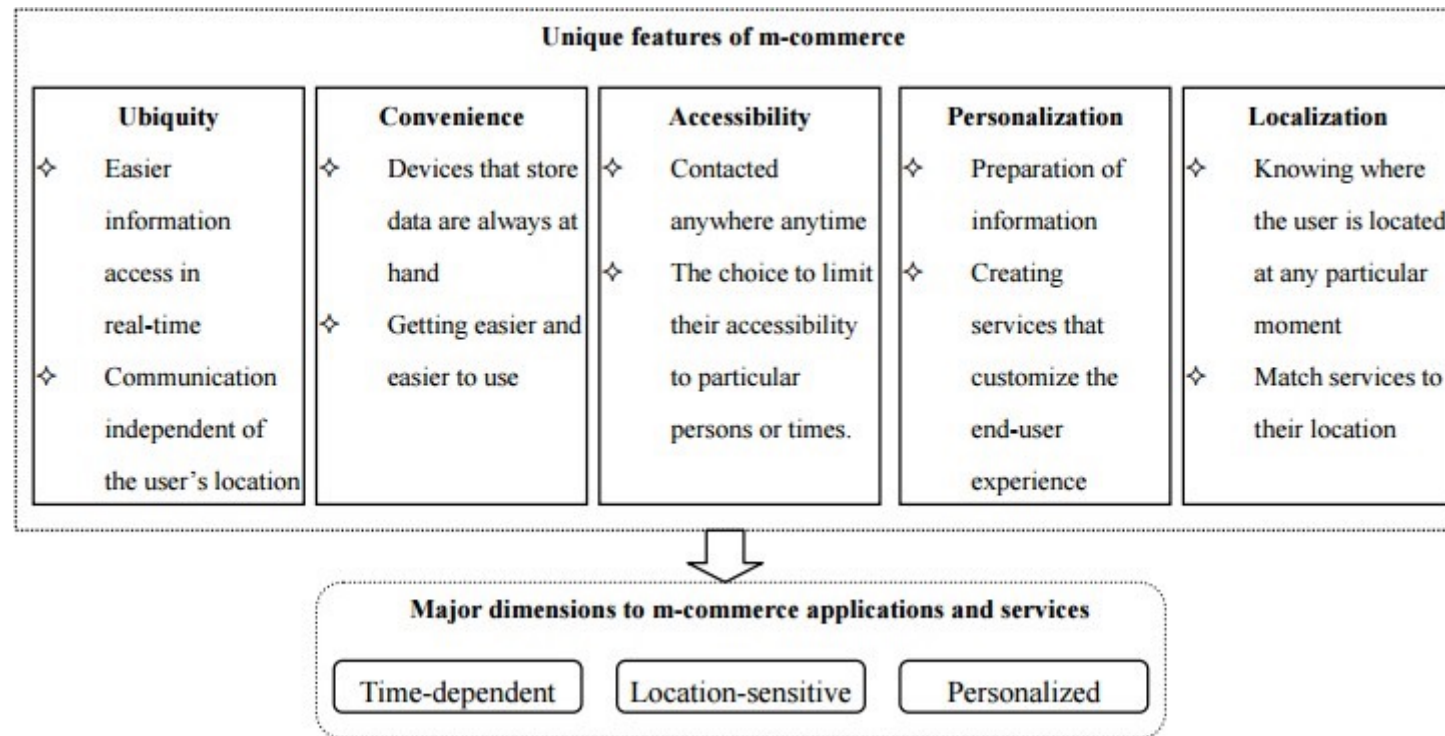 Unique features of m-commerce
Ubiquity
✧ Easier
information
access in
real-time
✧ Communication
independent of
the user's location
Convenience
✧ Devices that store
data are always at
hand
✧ Getting easier and
easier to use
Accessibility
✧ Contacted
anywhere anytime
✧ The choice to limit
their accessibility
to particular
persons or times.
Personalization
✧ Preparation of
information
✧ Creating
services that
customize the
end-user
experience
Localization
✧ Knowing where
the user is located
at any particular
moment
✧ Match services to
their location
Major dimensions to m-commerce applications and services
Time-dependent
Location-sensitive
Personalized